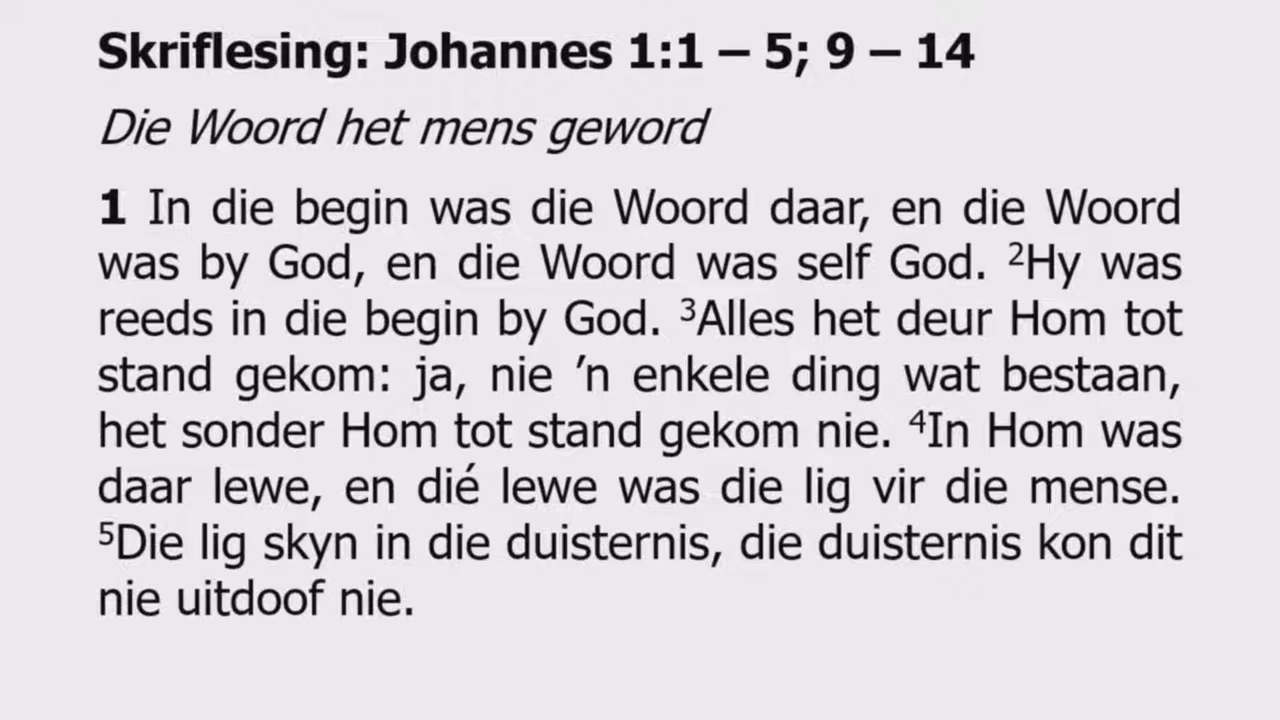 Skriflesing: Johannes 1:1 – 5; 9 – 14
Die Woord het mens geword
1 In die begin was die Woord daar, en die Woord
was by God, en die Woord was self God. ²Hy was
reeds in die begin by God. ³Alles het deur Hom tot
stand gekom: ja, nie ’n enkele ding wat bestaan,
het sonder Hom tot stand gekom nie. ⁴In Hom was
daar lewe, en dié lewe was die lig vir die mense.
⁵Die lig skyn in die duisternis, die duisternis kon dit
nie uitdoof nie.